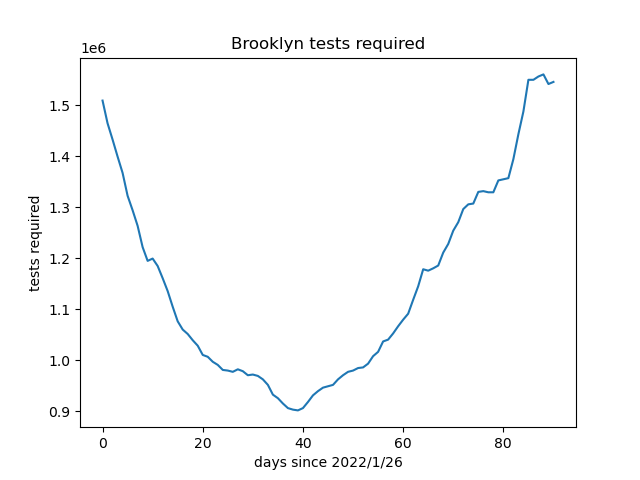 Brooklyn tests required
1e6
1.5
1.4
1.3
1.2
1.1
1.0
0.9
tests required
0 20 40 60 80
days since 2022/1/26